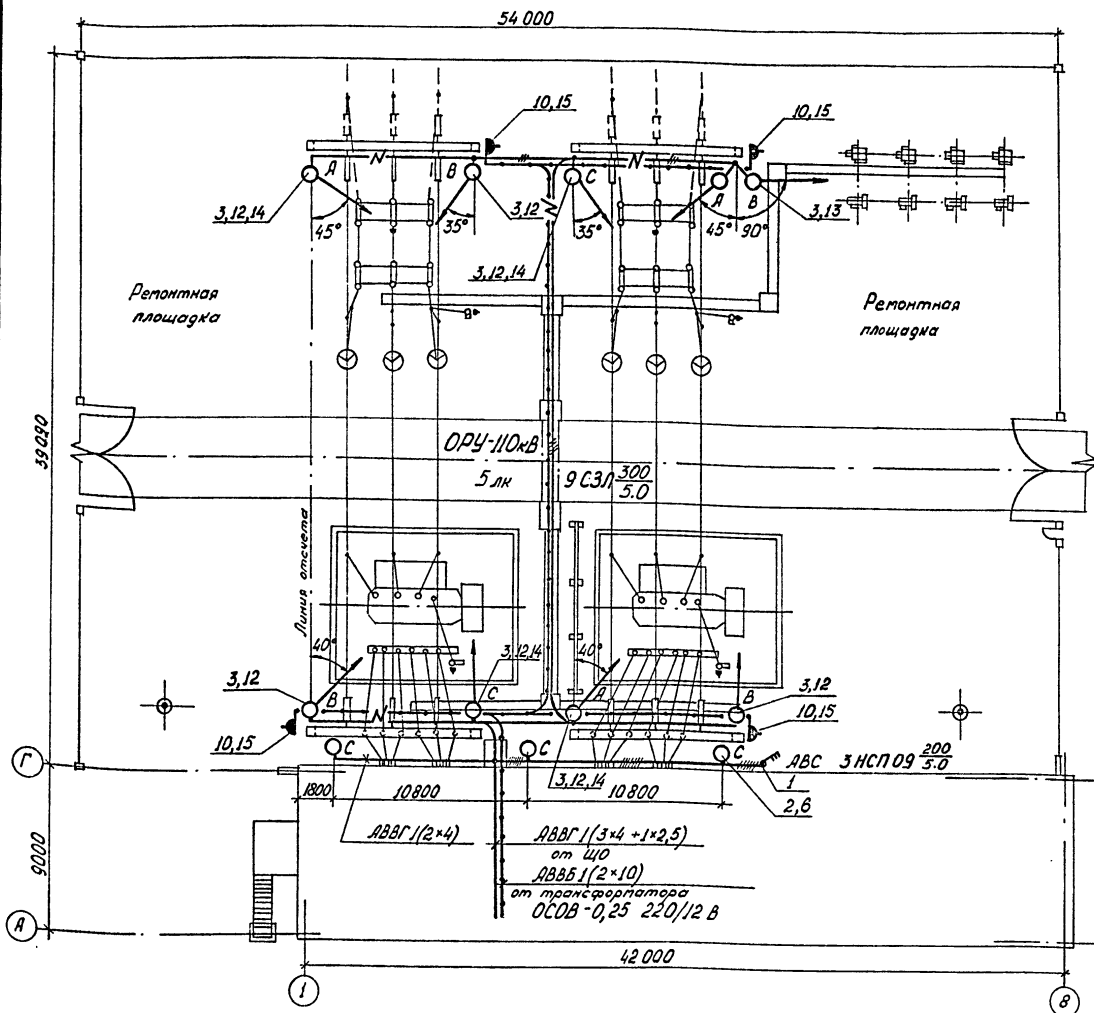 54 000
10,15
10,15
A
B
C
A
B
3,12,14
45°
35°
3,12
35°
45°
90°
3,13
3,12,14
Ремонтная
площадка
Ремонтная
площадка
39 090
ОРУ-110кВ
5 лк
9 СЗЛ 300
5.0
Линия отсчета
40°
3,12,14
40°
3,12
B
C
A
B
3,12
10,15
10,15
C
C
C
АВС
3 НСП 09 200
5.0
Г
1
3,12,14
2,6
1800
10 800
10 800
9000
АВВГ 1(2×4)
АВВГ 1(3×4 +1×2,5)
от ЩО
АВВБ 1(2×10)
от трансформатора
ОСОВ-0,25 220/12 В
А
42 000
1
8